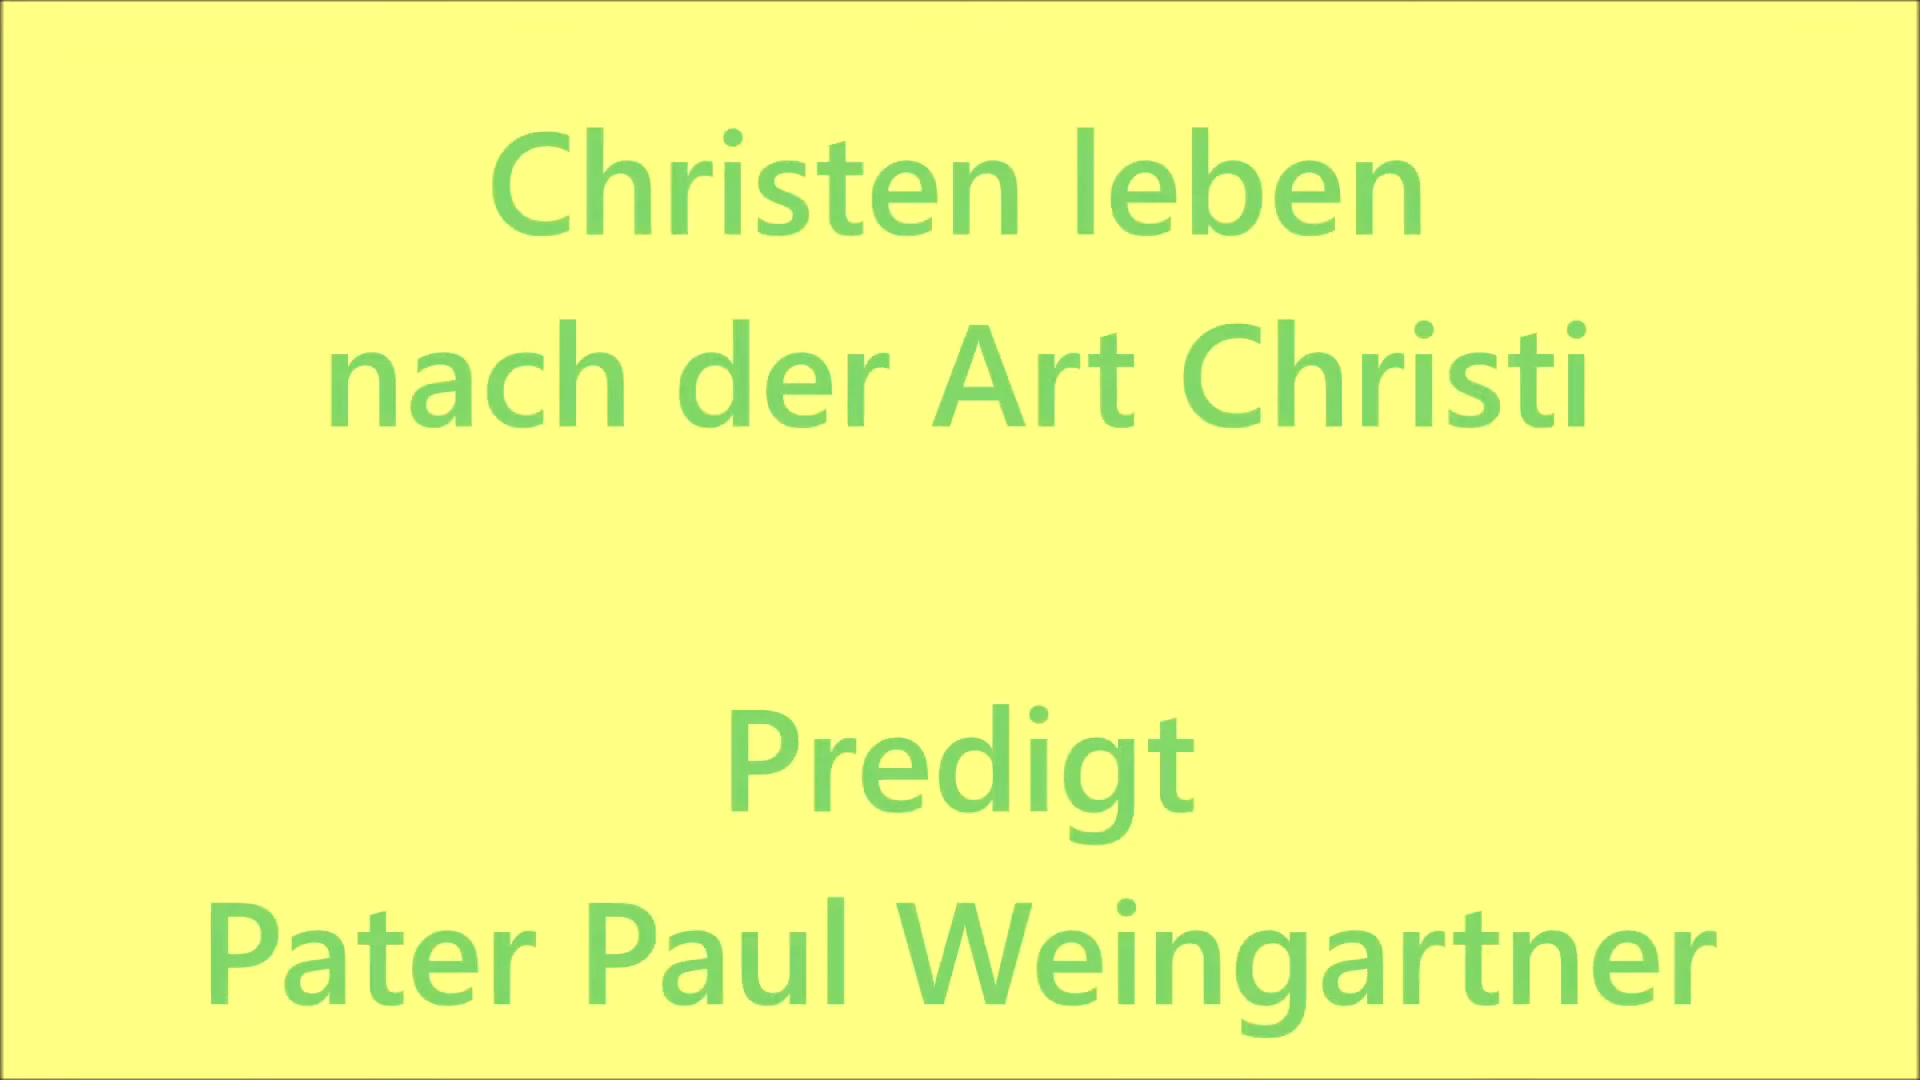 Christen leben
nach der Art Christi
Predigt
Pater Paul Weingartner